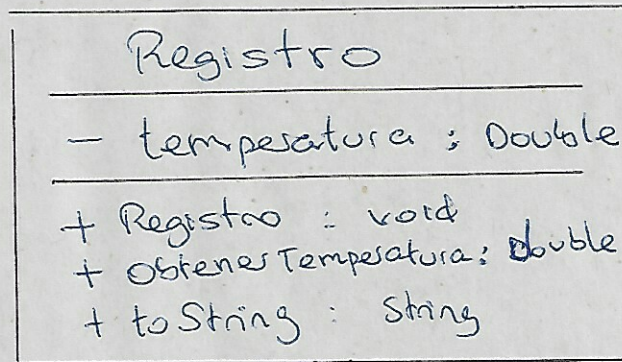 Registro
- temperatura : Double
+ Registro : void
+ ObtenerTemperatura : double
+ toString : String